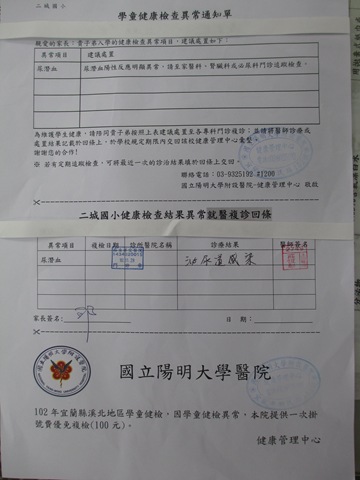 二城國小
學童健康檢查異常通知單
親愛的家長：貴子弟入學的健康檢查異常項目，建議處置如下：
異常項目 建議處置
尿潛血 尿潛血陽性反應明顯異常，請至家醫科、腎臟科或泌尿科門診追蹤檢查。
為維護學生健康，請陪同貴子弟按照上表建議處置至各專科門診複診；並請將醫師診療或
處置結果記載於回條上，於學校規定期限內交回該校健康管理中心彙整。
謝謝您的合作!
※ 若有定期追蹤檢查，可將最近一次的診治結果填於回條上交回。
聯絡電話：03-9325192 #1200
國立陽明大學附設醫院-健康管理中心 敬啟
二城國小健康檢查結果異常就醫複診回條
異常項目 複檢日期 診所醫院名稱 診療結果 醫師簽名
尿潛血 泌尿道感染
家長簽名： 日 期：
國立陽明大學醫院
102年宜蘭縣溪北地區學童健檢，因學童健檢異常，本院提供一次掛
號費優免複檢(100元)。
健康管理中心